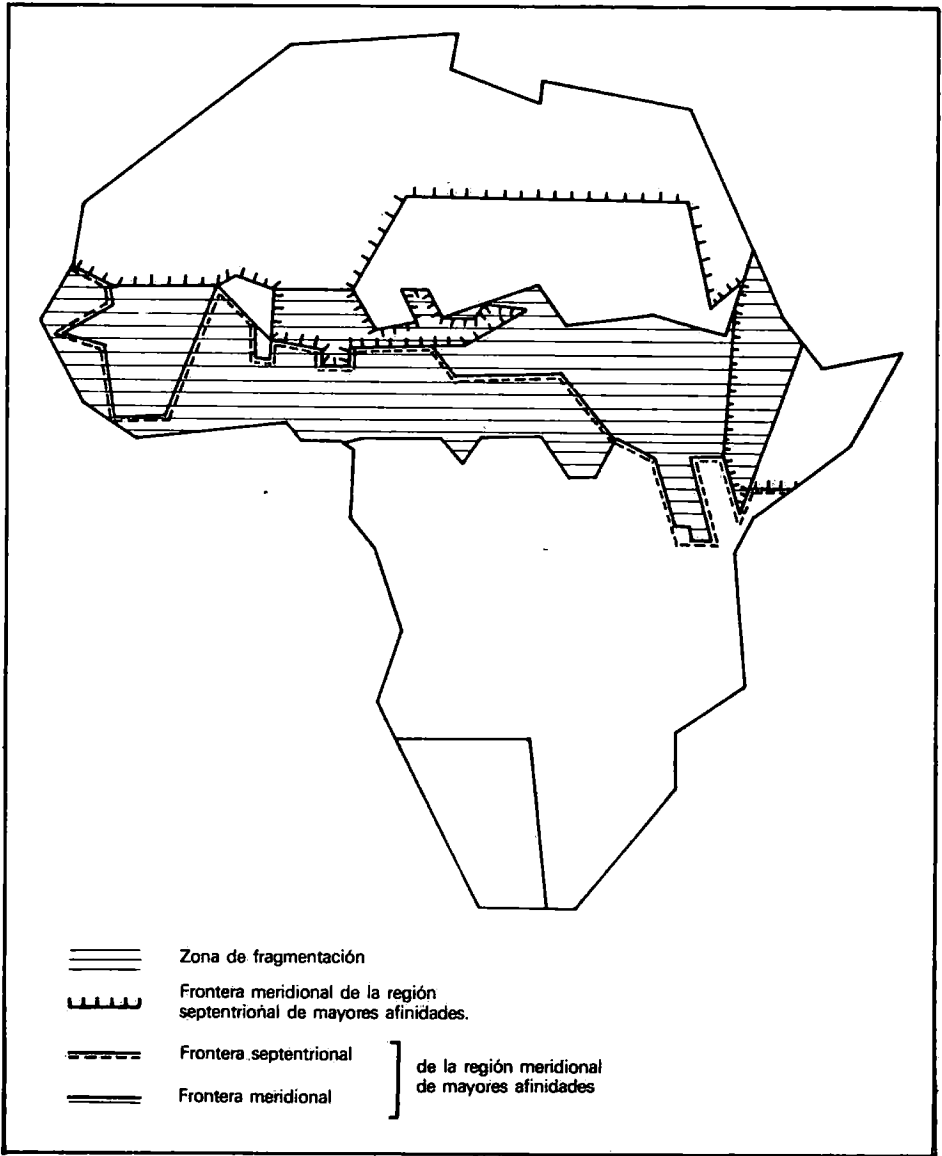 Zona de fragmentación
Frontera meridional de la región
septentrional de mayores afinidades.
Frontera septentrional
de la región meridional
de mayores afinidades
Frontera meridional